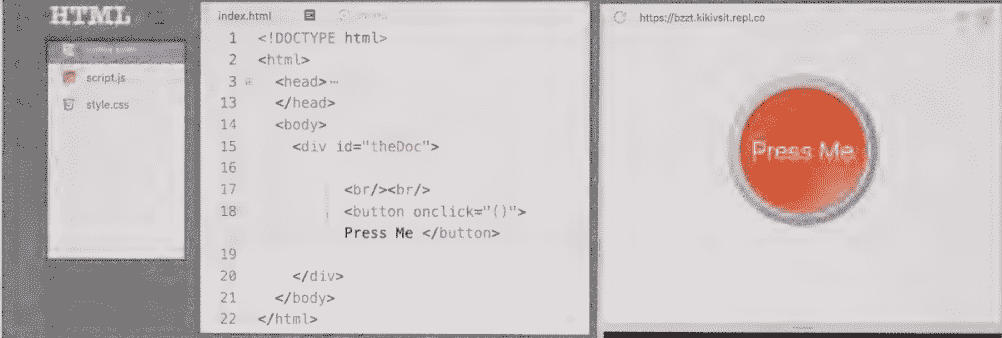 HTML
script.js
style.css
index.html
1 <!DOCTYPE html>
2 <html>
3 <head>⋯
13 </head>
14 <body>
15 <div id="theDoc">
16
17 <br/><br/>
18 <button onclick="()">
Press Me </button>
19
20 </div>
21 </body>
22 </html>
https://bzzt.kikivsit.repl.co
Press Me